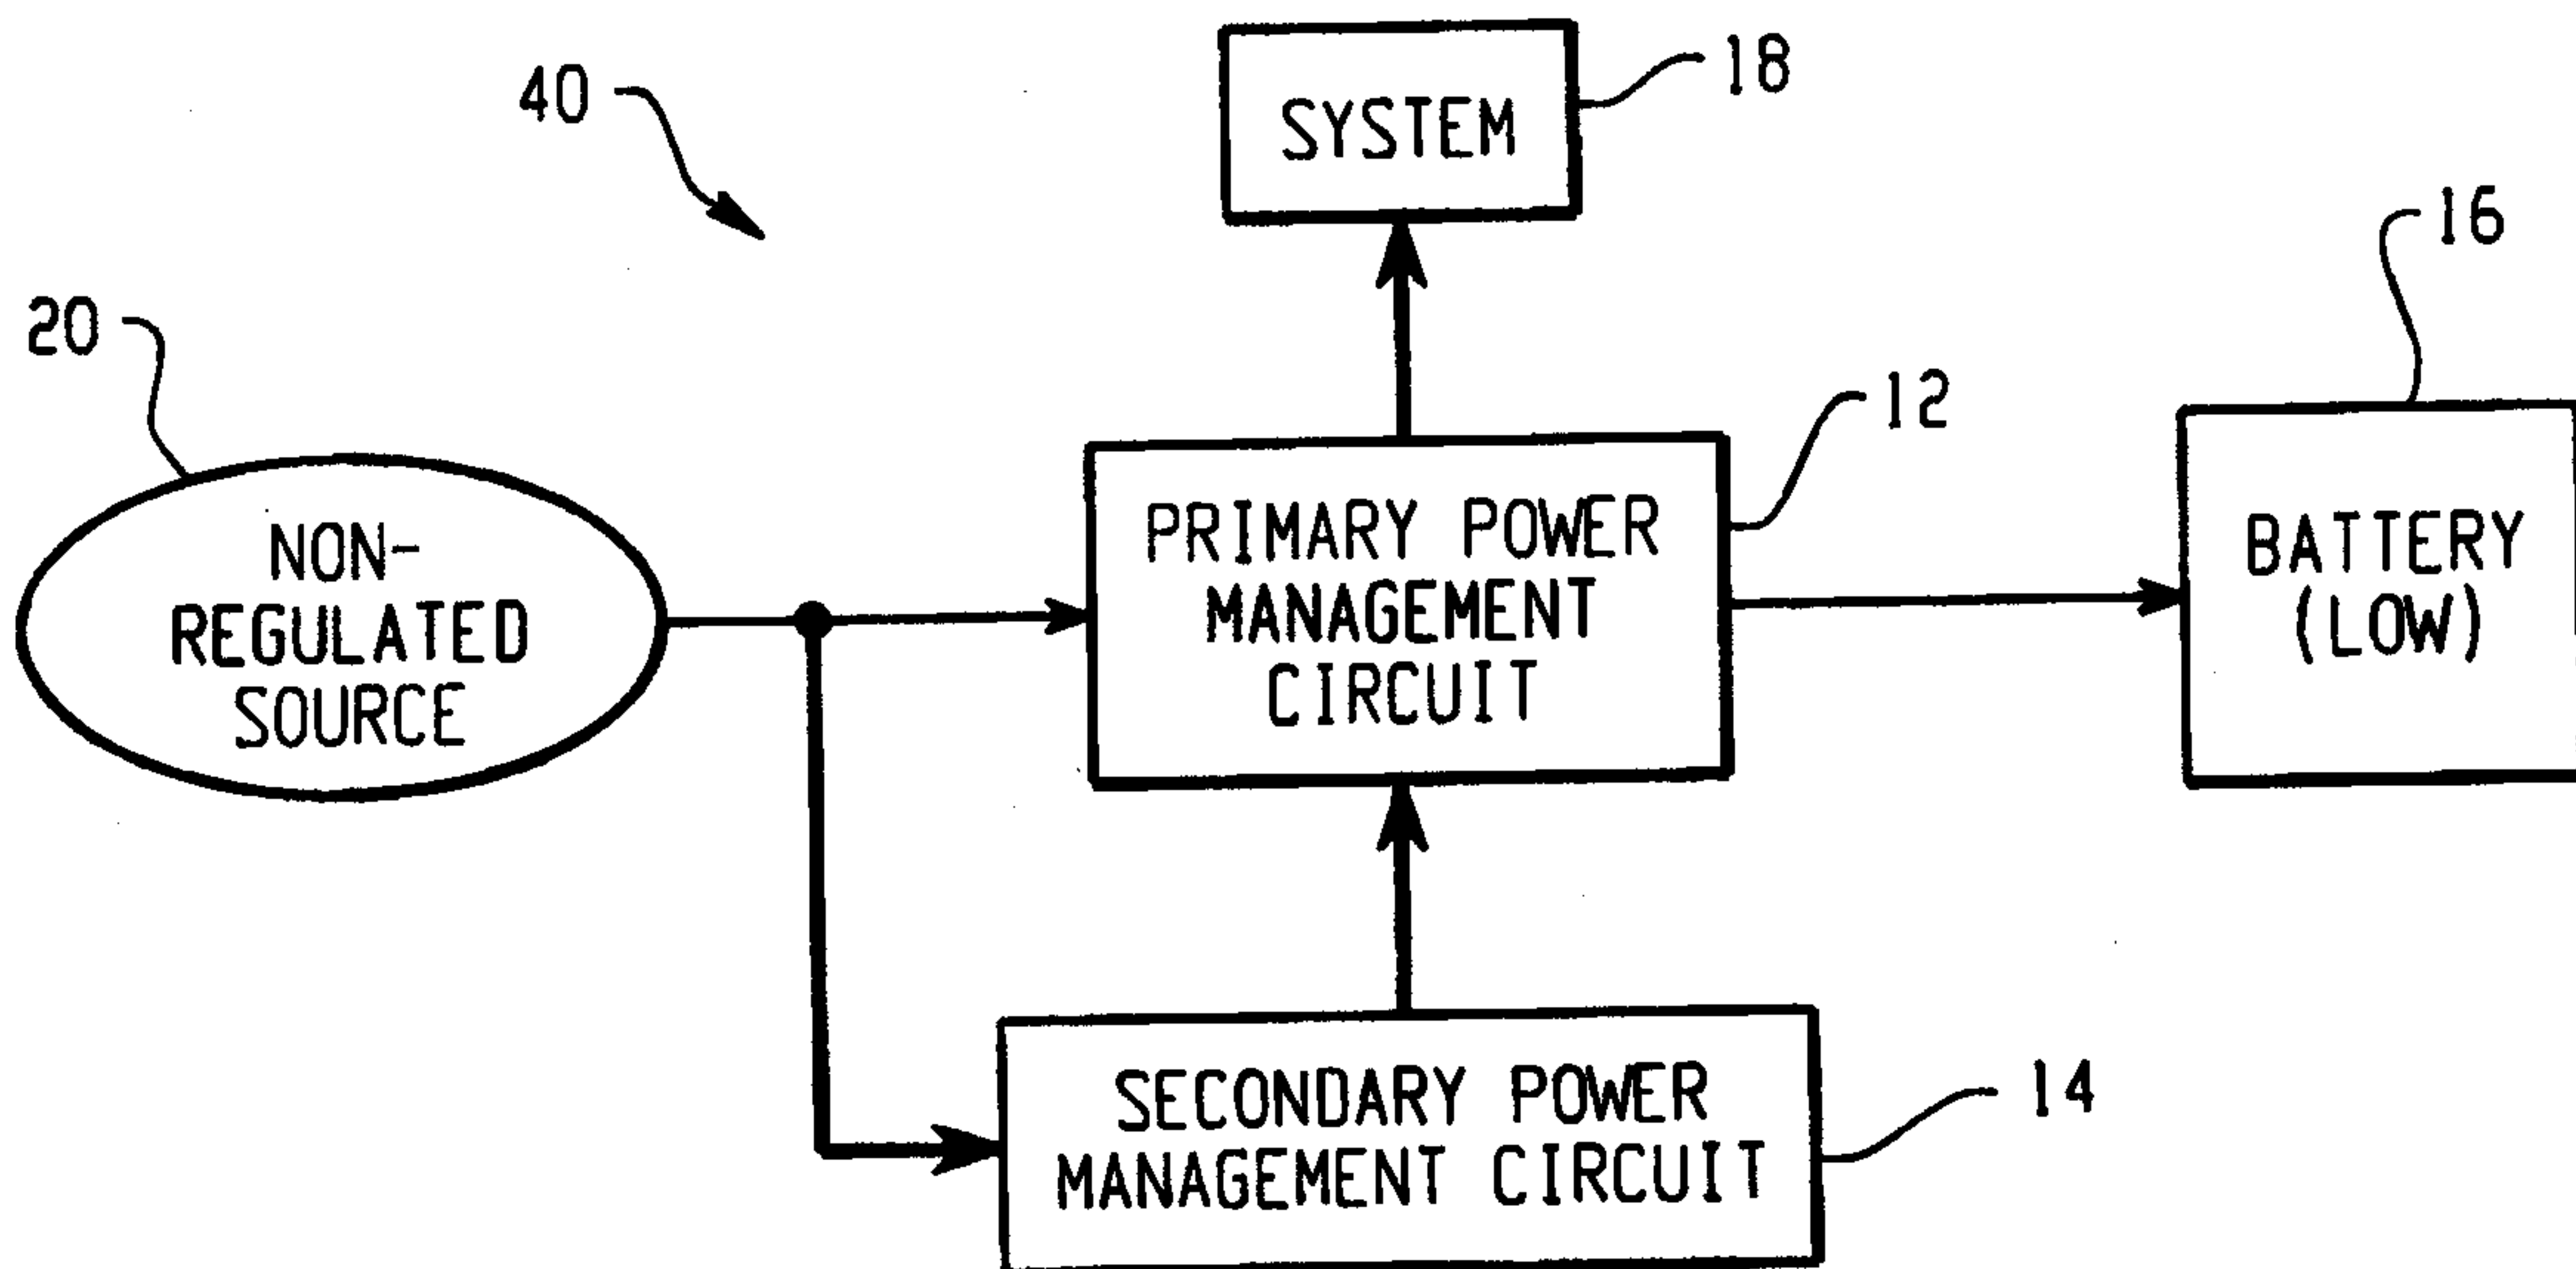 40
SYSTEM
18
16
20
12
NON-
REGULATED
SOURCE
PRIMARY POWER
MANAGEMENT
CIRCUIT
BATTERY
(LOW)
SECONDARY POWER
MANAGEMENT CIRCUIT
14